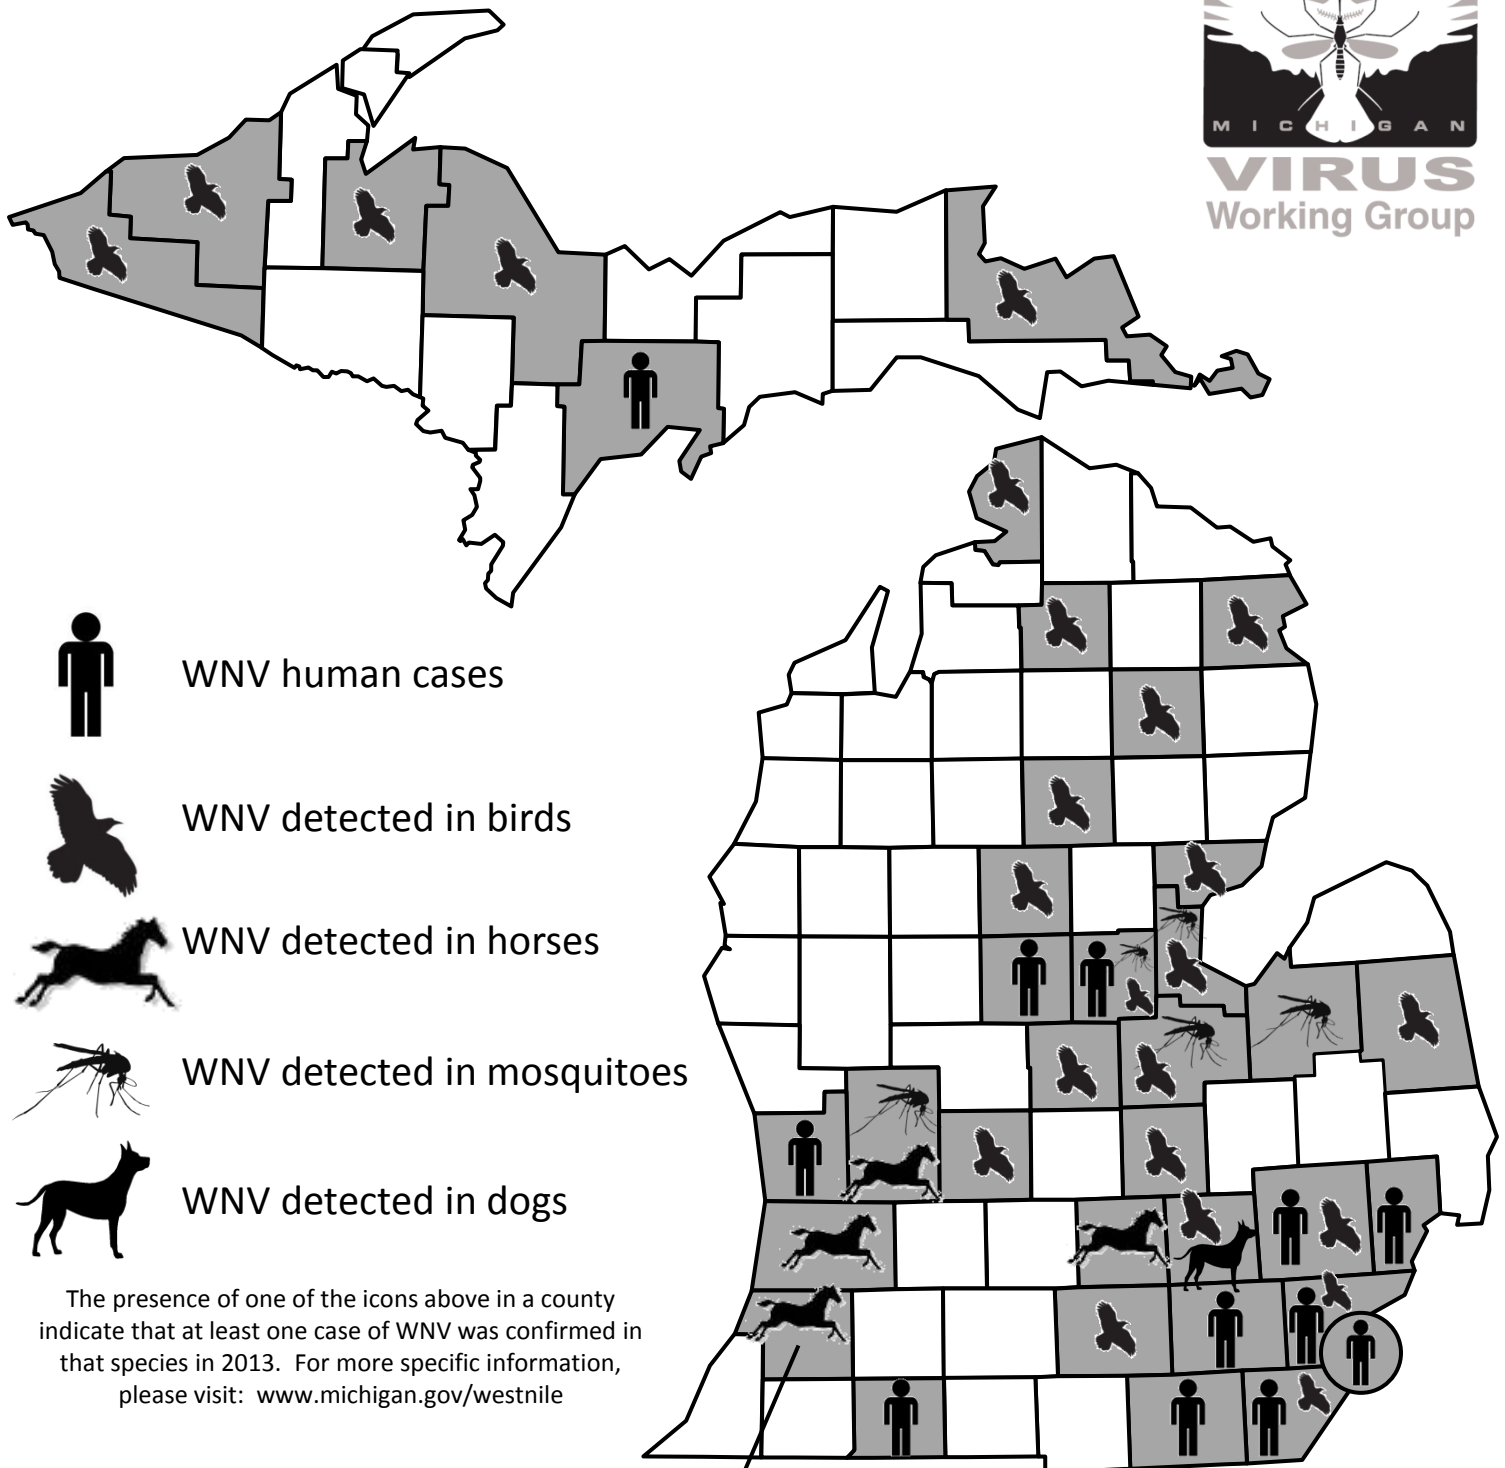 MICHIGAN
VIRUS
Working Group
WNV human cases
WNV detected in birds
WNV detected in horses
WNV detected in mosquitoes
WNV detected in dogs
The presence of one of the icons above in a county
indicate that at least one case of WNV was confirmed in
that species in 2013.  For more specific information,
please visit:  www.michigan.gov/westnile